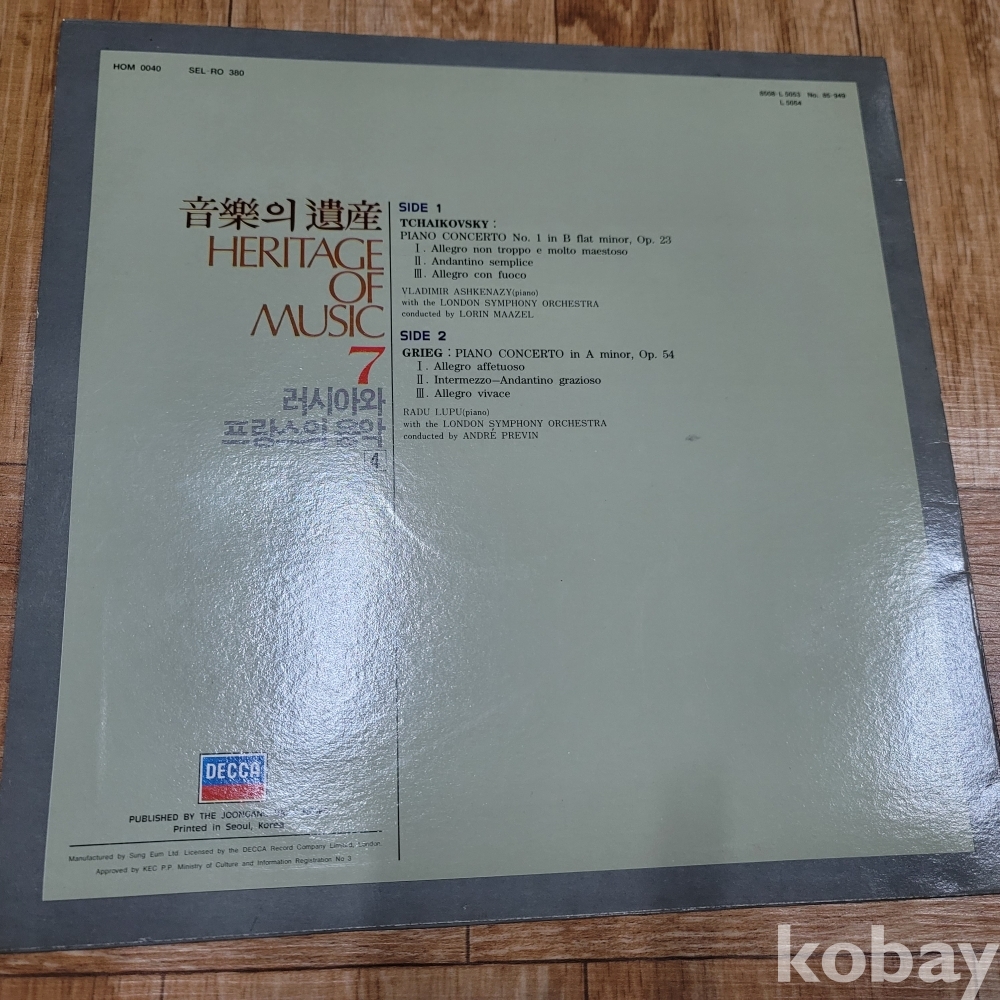 HOM 0040 SEL-RO 380
8508-L 5053 No. 85-949
L 5054
音樂의 遺産
HERITAGE
OF
MUSIC
7
러시아와
프랑스의 음악
4
SIDE 1
TCHAIKOVSKY :
PIANO CONCERTO No. 1 in B flat minor, Op. 23
Ⅰ. Allegro non troppo e molto maestoso
Ⅱ. Andantino semplice
Ⅲ. Allegro con fuoco
VLADIMIR ASHKENAZY(piano)
with the LONDON SYMPHONY ORCHESTRA
conducted by LORIN MAAZEL
SIDE 2
GRIEG : PIANO CONCERTO in A minor, Op. 54
Ⅰ. Allegro affetuoso
Ⅱ. Intermezzo—Andantino grazioso
Ⅲ. Allegro vivace
RADU LUPU(piano)
with the LONDON SYMPHONY ORCHESTRA
conducted by ANDRÉ PREVIN
DECCA
PUBLISHED BY THE
Printed in Seoul, Korea
Manufactured by Sung Eum Ltd. Licensed by the DECCA Record Company Limited, London.
Approved by KEC P.P. Ministry of Culture and Information Registration No 3
kobay